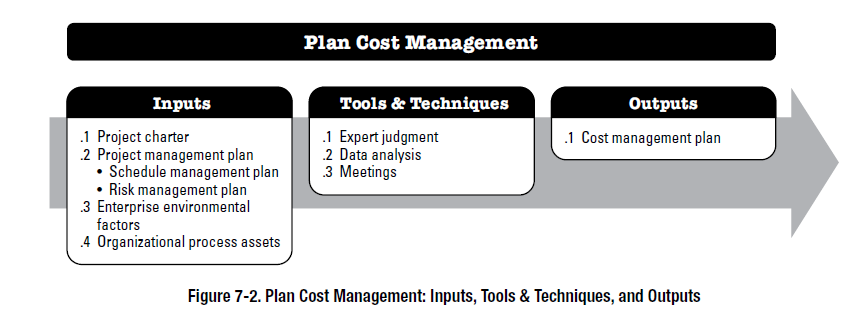 Plan Cost Management
Inputs
.1 Project charter
.2 Project management plan
• Schedule management plan
• Risk management plan
.3 Enterprise environmental
factors
.4 Organizational process assets
Tools & Techniques
.1 Expert judgment
.2 Data analysis
.3 Meetings
Outputs
.1 Cost management plan
Figure 7-2. Plan Cost Management: Inputs, Tools & Techniques, and Outputs